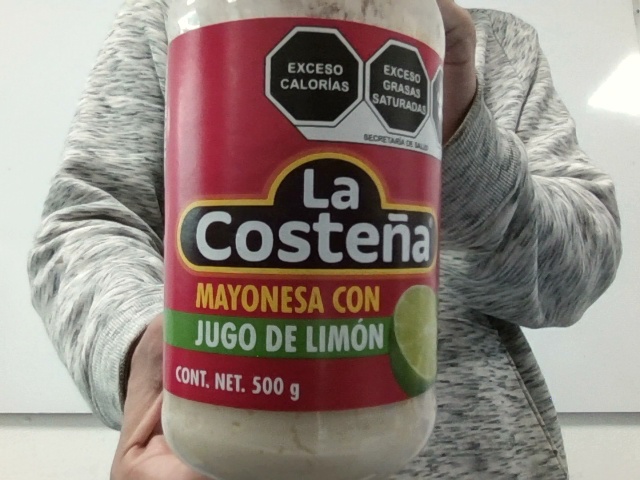 EXCESO
CALORÍAS
EXCESO
GRASAS
SATURADAS
SECRETARÍA DE SALUD
La
Costeña
MAYONESA CON
JUGO DE LIMÓN
CONT. NET. 500 g